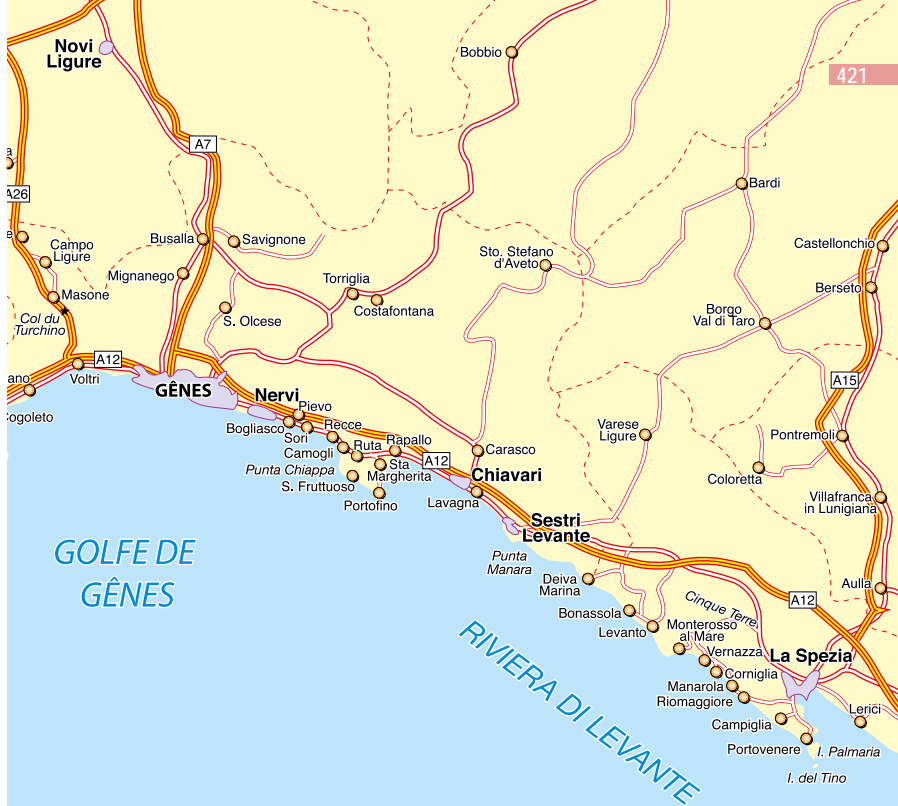 Novi
Ligure
Bobbio
421
A7
Bardi
A26
Busalla
Savignone
Castellonchio
Campo
Ligure
Sto. Stefano
d'Aveto
Mignanego
Torriglia
Berseto
Masone
Costafontana
Col du
Turchino
S. Olcese
Borgo
Val di Taro
A12
Voltri
GÊNES
Nervi
A15
Pievo
Bogliasco
Sori
Recce
Camogli
Ruta
Rapallo
Varese
Ligure
Pontremoli
Punta Chiappa
Sta
Margherita
A12
Carasco
Chiavari
Coloretta
S. Fruttuoso
Portofino
Lavagna
Villafranca
in Lunigiana
Sestri
Levante
GOLFE DE
GÊNES
Punta
Manara
Deiva
Marina
Aulla
A12
Cinque Terre
Bonassola
Levanto
Monterosso
al Mare
Vernazza
La Spezia
Corniglia
Manarola
Riomaggiore
RIVIERA DI LEVANTE
Campiglia
Lerici
Portovenere
I. Palmaria
I. del Tino